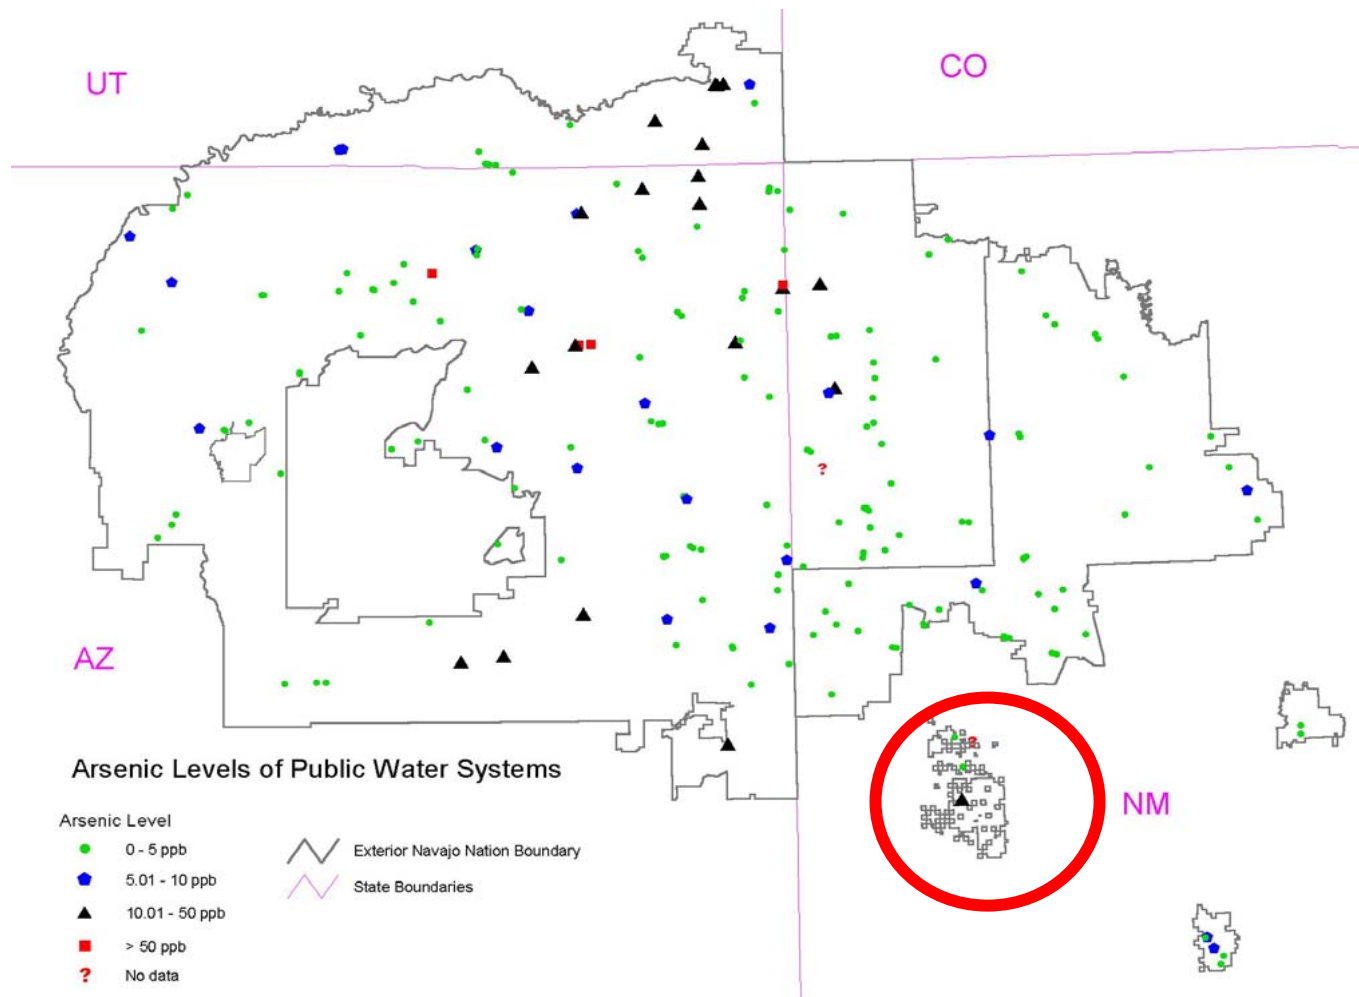 UT
CO
AZ
NM
Arsenic Levels of Public Water Systems
Arsenic Level
0 - 5 ppb
5.01 - 10 ppb
10.01 - 50 ppb
> 50 ppb
? No data
Exterior Navajo Nation Boundary
State Boundaries
?
?